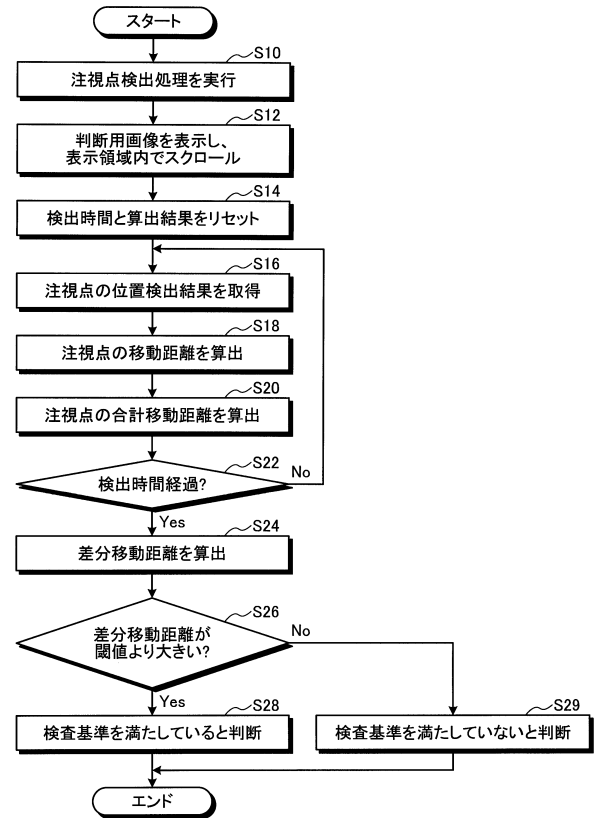 スタート
S10
注視点検出処理を実行
S12
判断用画像を表示し、
表示領域内でスクロール
S14
検出時間と算出結果をリセット
S16
注視点の位置検出結果を取得
S18
注視点の移動距離を算出
S20
注視点の合計移動距離を算出
S22
検出時間経過?
No
Yes
S24
差分移動距離を算出
S26
差分移動距離が
閾値より大きい?
No
Yes
S28
検査基準を満たしていると判断
S29
検査基準を満たしていないと判断
エンド